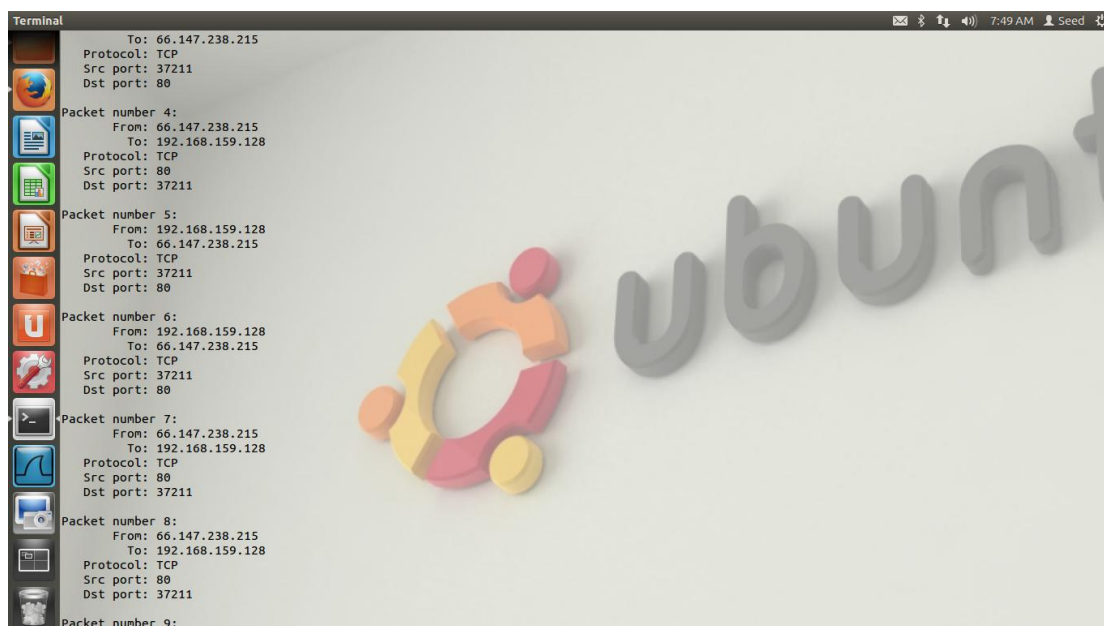 Terminal
7:49 AM Seed
To: 66.147.238.215
Protocol: TCP
Src port: 37211
Dst port: 80
Packet number 4:
From: 66.147.238.215
To: 192.168.159.128
Protocol: TCP
Src port: 80
Dst port: 37211
Packet number 5:
From: 192.168.159.128
To: 66.147.238.215
Protocol: TCP
Src port: 37211
Dst port: 80
Packet number 6:
From: 192.168.159.128
To: 66.147.238.215
Protocol: TCP
Src port: 37211
Dst port: 80
Packet number 7:
From: 66.147.238.215
To: 192.168.159.128
Protocol: TCP
Src port: 80
Dst port: 37211
Packet number 8:
From: 66.147.238.215
To: 192.168.159.128
Protocol: TCP
Src port: 80
Dst port: 37211
Packet number 9:
ubunt